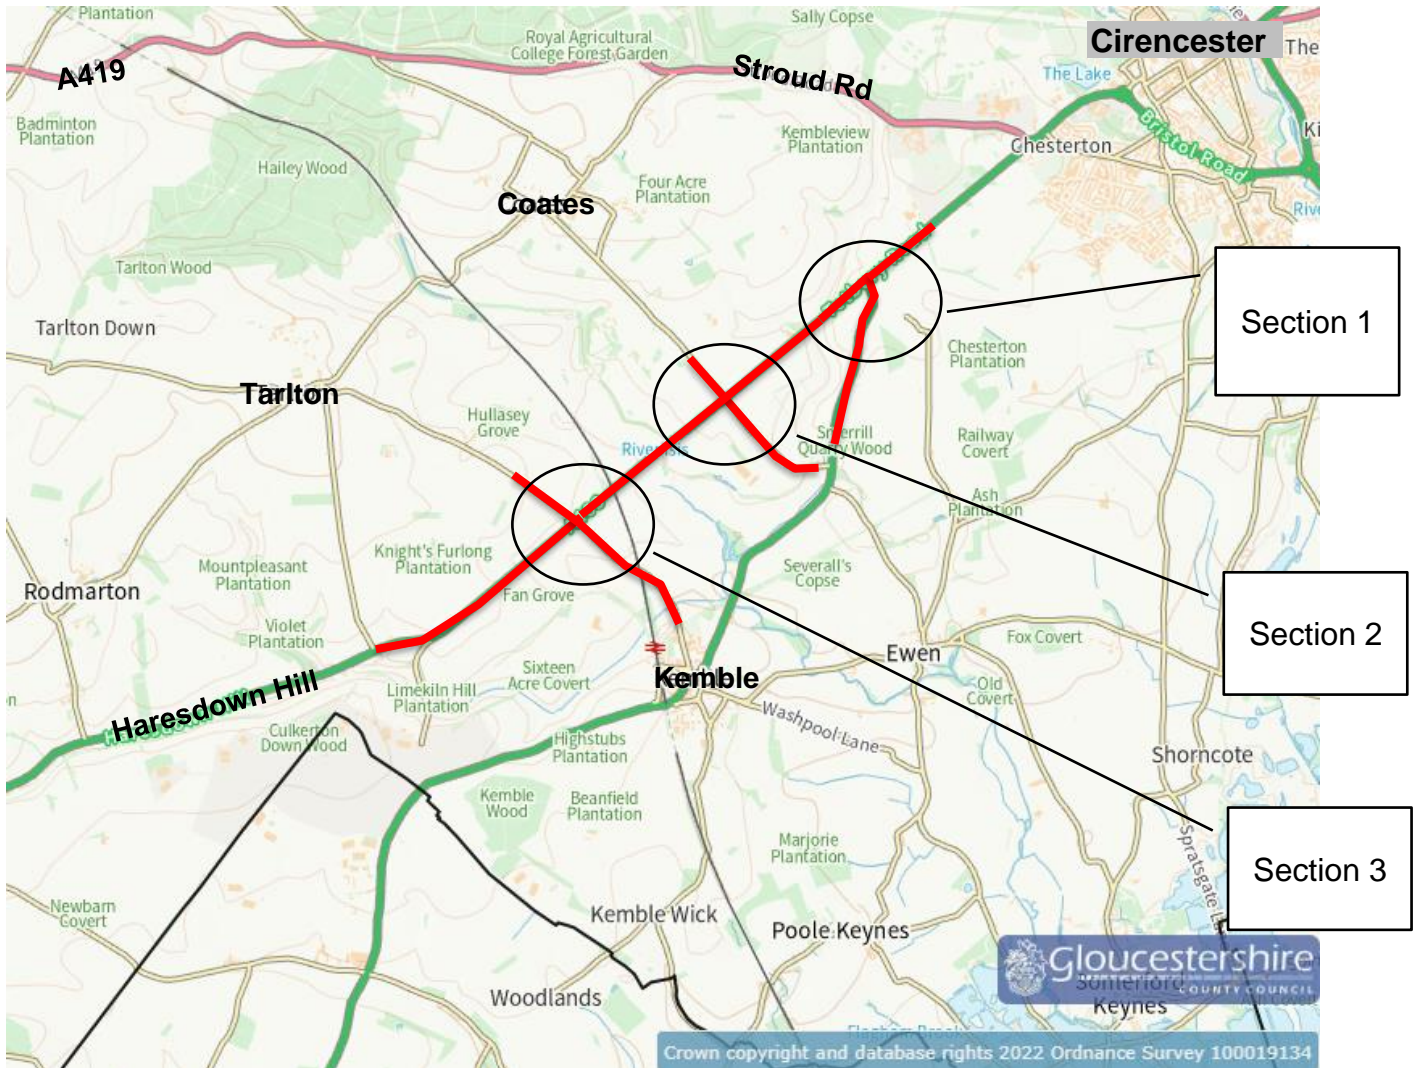 Plantation
Sally Copse
Cirencester
The
Royal Agricultural
College Forest Garden
A419
Stroud Rd
The Lake
Badminton
Plantation
Kembleview
Plantation
Chesterton
Bristol Road
Hailey Wood
Four Acre
Plantation
Coates
Tarlton Wood
Section 1
Tarlton Down
Chesterton
Plantation
Tarlton
Hullasey
Grove
Quarry Wood
Railway
Covert
Ash
Plantation
Knight's Furlong
Plantation
Mountpleasant
Plantation
Severall's
Copse
Rodmarton
Fan Grove
Violet
Plantation
Fox Covert
Section 2
Ewen
Sixteen
Acre Covert
Kemble
Old
Covert
Limekiln Hill
Plantation
Haresdown Hill
Washpool Lane
Culkerton
Down Wood
Highstubs
Plantation
Shorncote
Kemble
Wood
Beanfield
Plantation
Marjorie
Plantation
Section 3
Newbarn
Covert
Kemble Wick
Poole Keynes
Gloucestershire
COUNTY COUNCIL
Somerford
Keynes
Woodlands
Crown copyright and database rights 2022 Ordnance Survey 100019134